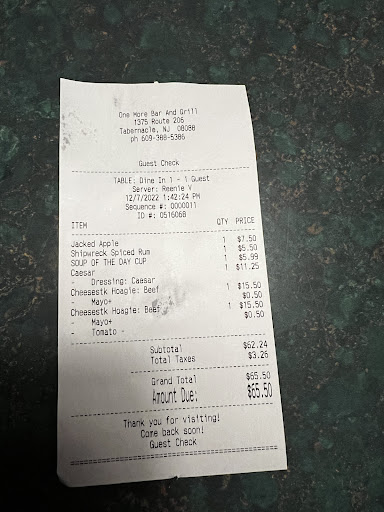 One More Bar And Grill
1375 Route 206
Tabernacle, NJ 08088
ph 609-388-5386
Guest Check
TABLE: Dine In 1 - 1 Guest
Server: Reenie V
12/7/2022 1:42:24 PM
Sequence #: 0000011
ID #: 0516068
ITEM QTY PRICE
Jacked Apple 1 $7.50
Shipwreck Spiced Rum 1 $5.50
SOUP OF THE DAY CUP 1 $5.99
Caesar 1 $11.25
- Dressing: Caesar
Cheesestk Hoagie: Beef 1 $15.50
- Mayo+ $0.50
Cheesestk Hoagie: Beef 1 $15.50
- Mayo+ $0.50
- Tomato -
Subtotal $62.24
Total Taxes $3.26
Grand Total $65.50
Amount Due: $65.50
Thank you for visiting!
Come back soon!
Guest Check